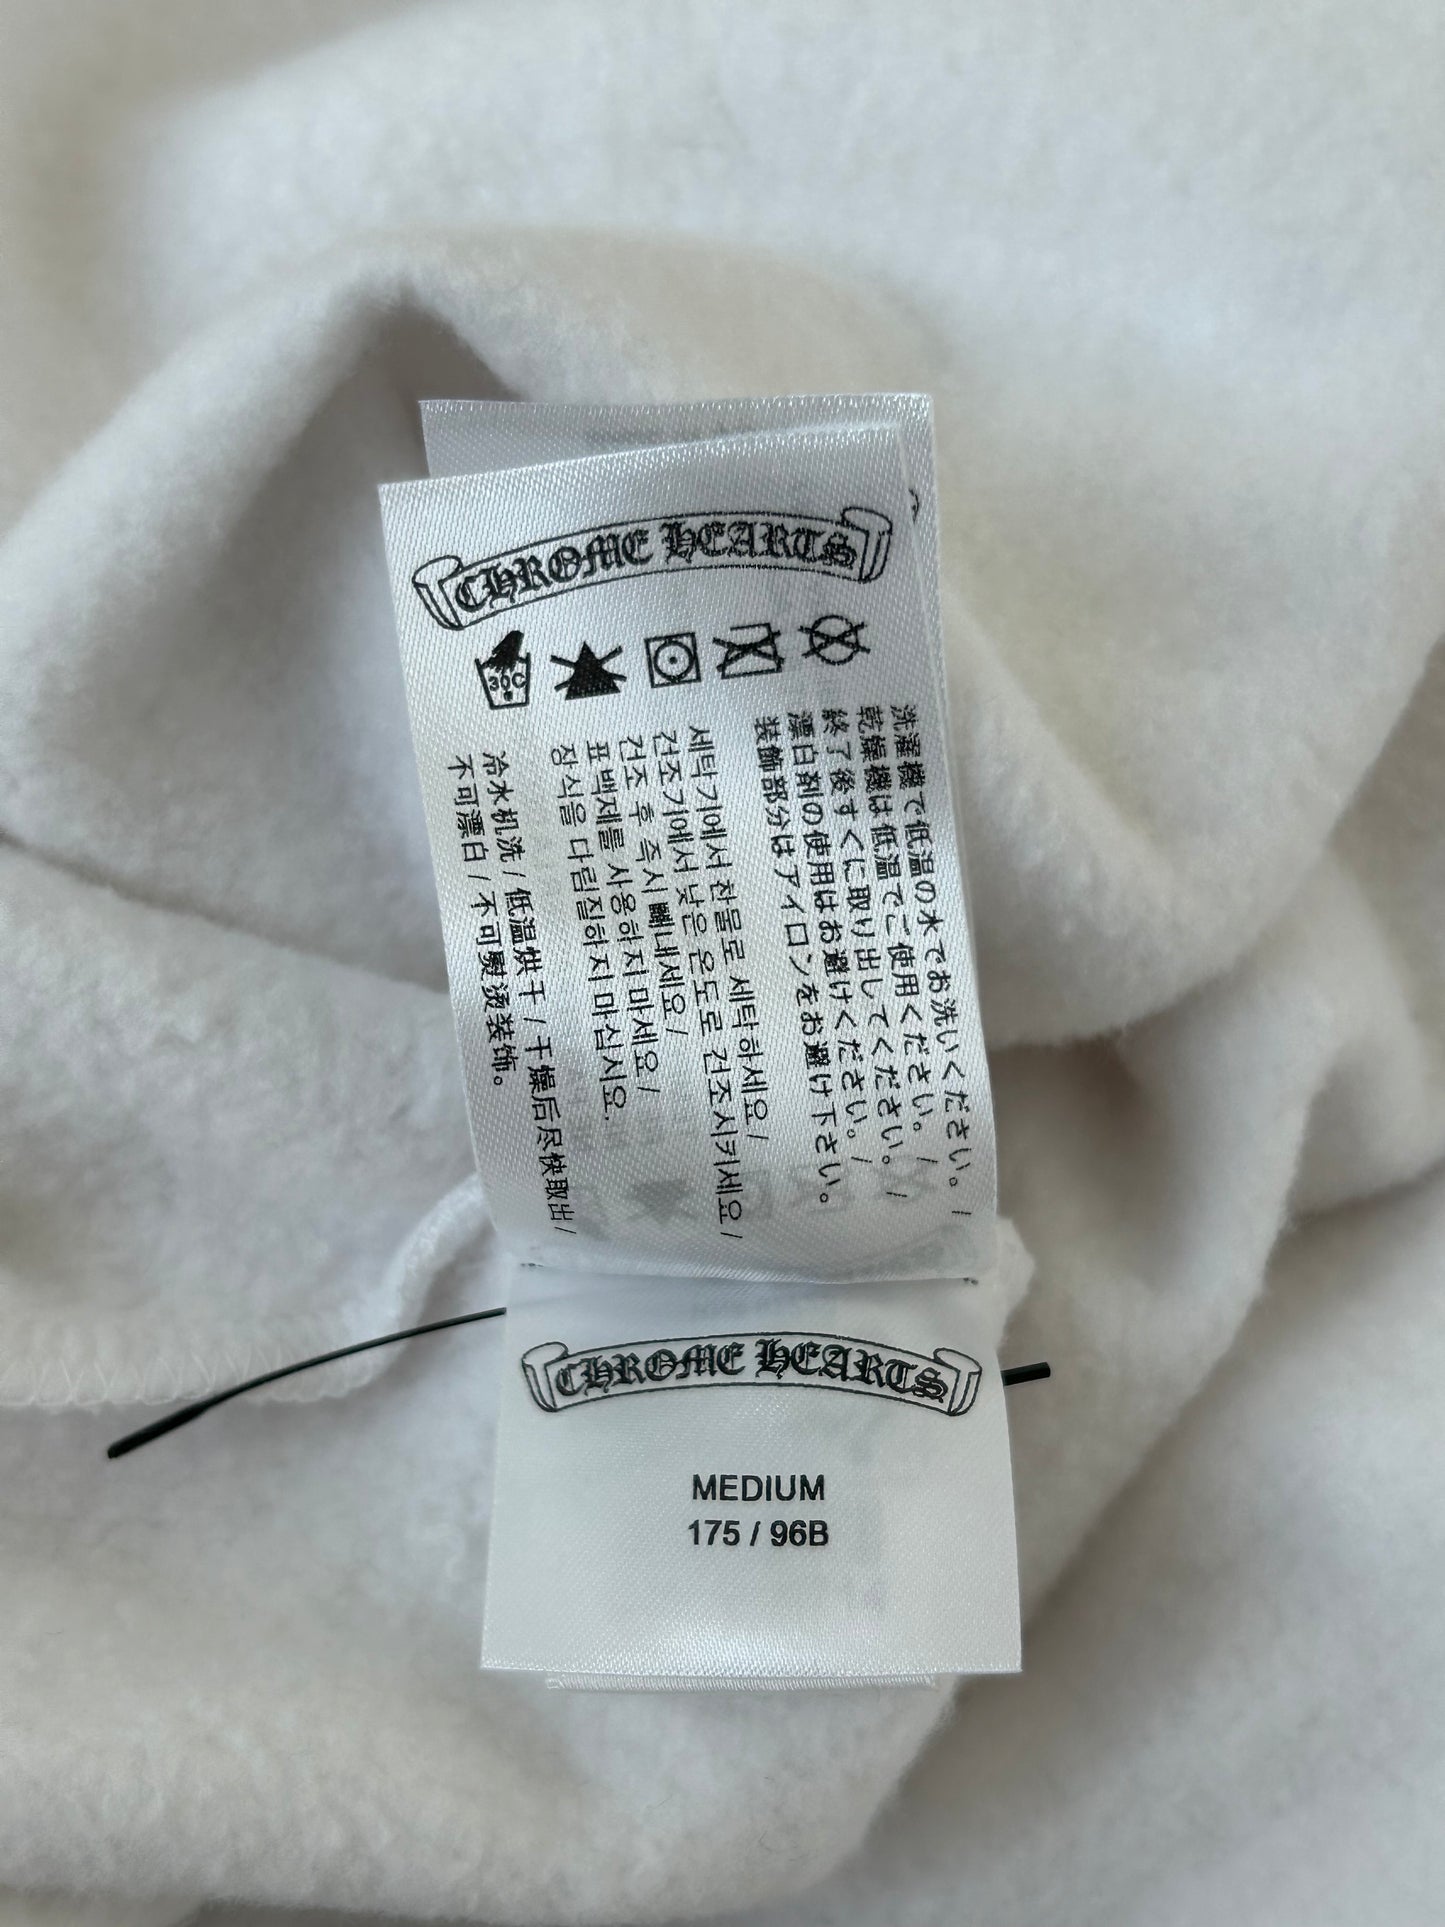 CHROME HEARTS
30C
洗濯機で低温の水でお洗いください。 /
乾燥機は低温でご使用ください。 /
終了後すぐに取り出してください。 /
漂白剤の使用はお避けください。 /
装飾部分はアイロンをお避け下さい。
세탁기에서 찬물로 세탁하세요 /
건조기에서 낮은 온도로 건조시키세요 /
건조 후 즉시 빼내세요 /
표백제를 사용하지 마세요 /
장식을 다림질하지 마십시요.
冷水机洗 / 低温烘干 / 干燥后尽快取出 /
不可漂白 / 不可熨烫装饰。
CHROME HEARTS
MEDIUM
175 / 96B